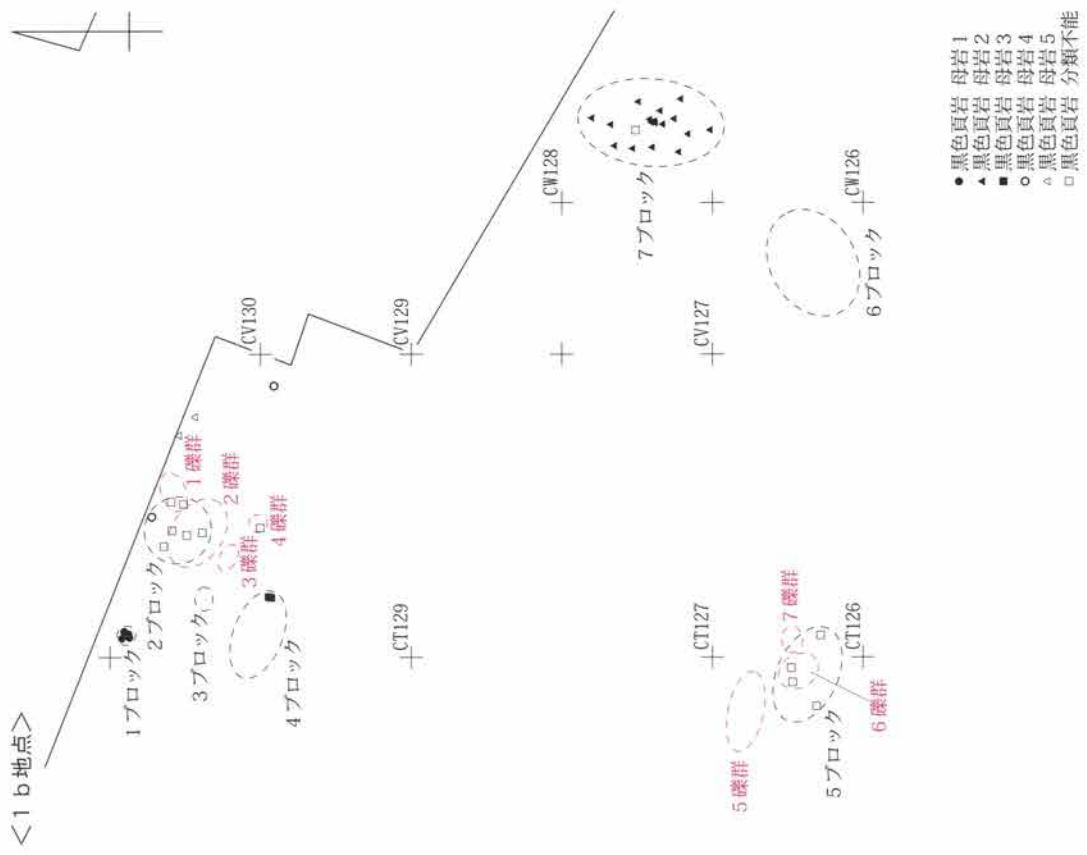 <1b地点>
CV130
CV129
CW128
CV127
CW126
CT129
CT127
CT126
1ブロック
2ブロック
3ブロック
4ブロック
5ブロック
6ブロック
7ブロック
1礫群
2礫群
3礫群
4礫群
5礫群
6礫群
7礫群
● 黒色頁岩 母岩1
▲ 黒色頁岩 母岩2
■ 黒色頁岩 母岩3
○ 黒色頁岩 母岩4
△ 黒色頁岩 母岩5
□ 黒色頁岩 分類不能